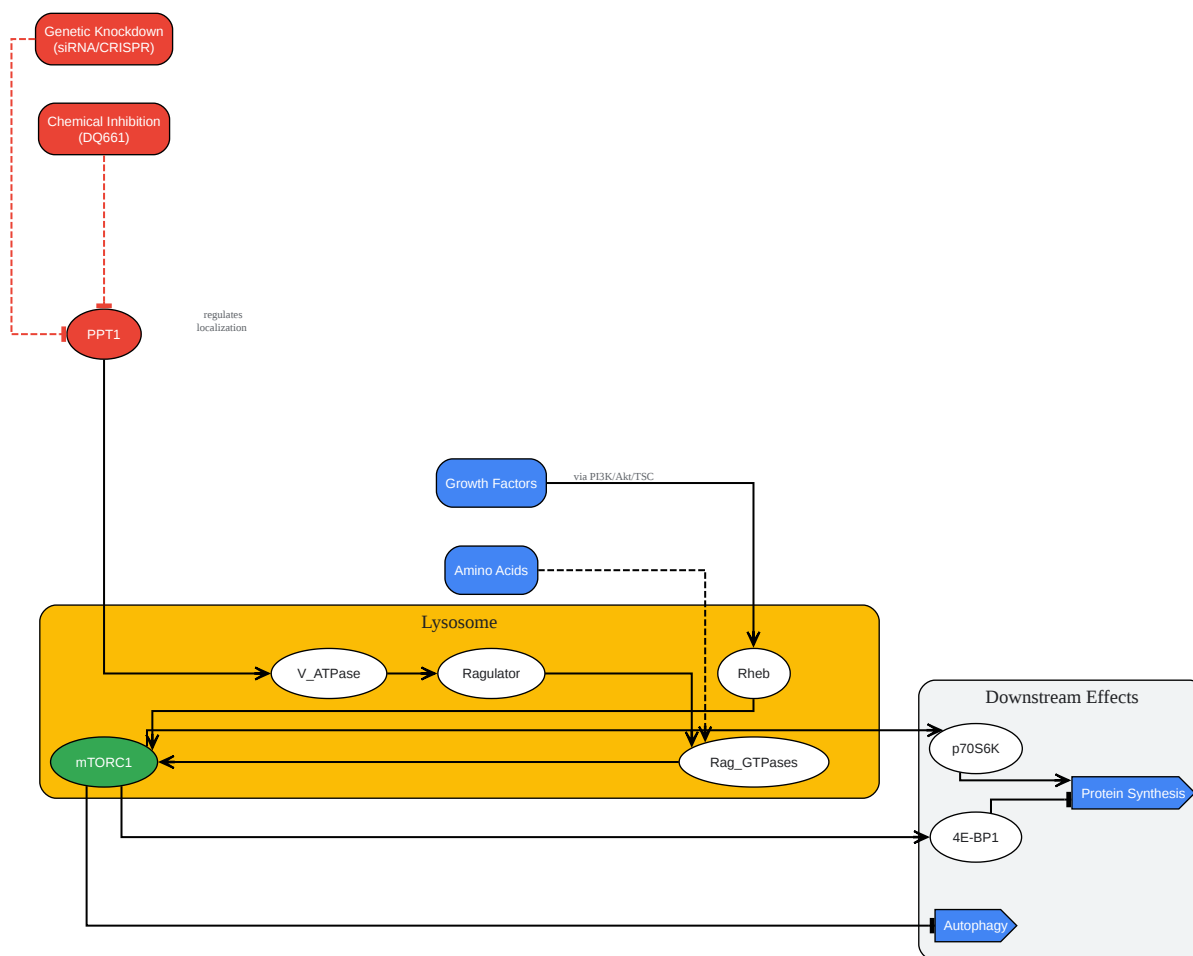 Genetic Knockdown
(siRNA/CRISPR)
Chemical Inhibition
(DQ661)
PPT1
regulates
localization
Growth Factors
via PI3K/Akt/TSC
Amino Acids
Lysosome
V_ATPase
Ragulator
Rheb
mTORC1
Rag_GTPases
Downstream Effects
p70S6K
Protein Synthesis
4E-BP1
Autophagy